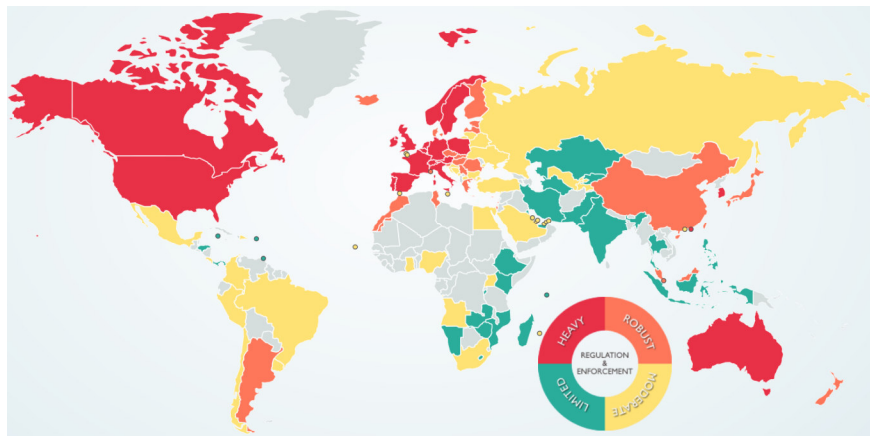 HEAVY
ROBUST
REGULATION
&
ENFORCEMENT
LIMITED
MODERATE